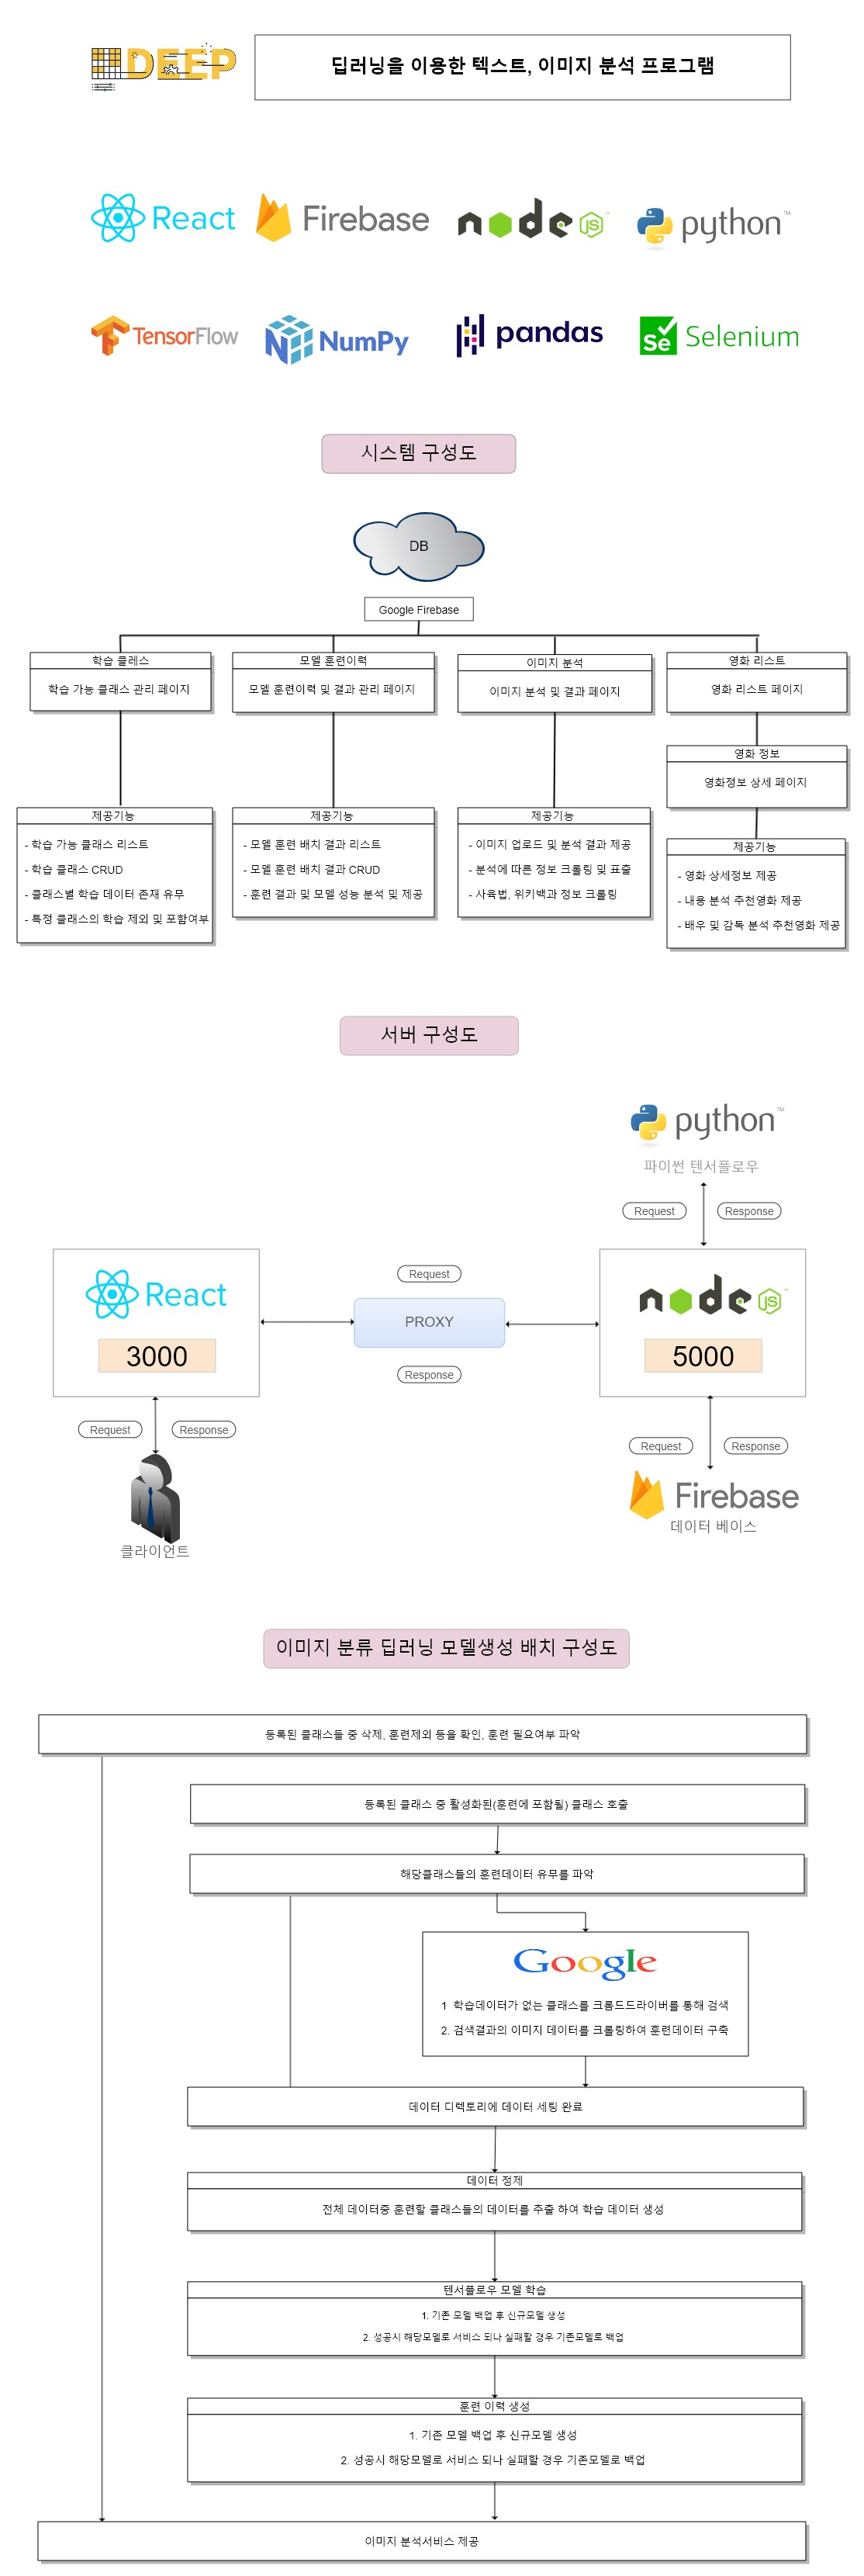 DEEP
딥러닝을 이용한 텍스트, 이미지 분석 프로그램
React
Firebase
node JS
python™
TensorFlow
NumPy
pandas
Se Selenium
시스템 구성도
DB
Google Firebase
학습 클레스
학습 가능 클래스 관리 페이지
모델 훈련이력
모델 훈련이력 및 결과 관리 페이지
이미지 분석
이미지 분석 및 결과 페이지
영화 리스트
영화 리스트 페이지
영화 정보
영화정보 상세 페이지
제공기능
- 학습 가능 클래스 리스트
- 학습 클래스 CRUD
- 클래스별 학습 데이터 존재 유무
- 특정 클래스의 학습 제외 및 포함여부
제공기능
- 모델 훈련 배치 결과 리스트
- 모델 훈련 배치 결과 CRUD
- 훈련 결과 및 모델 성능 분석 및 제공
제공기능
- 이미지 업로드 및 분석 결과 제공
- 분석에 따른 정보 크롤링 및 표출
- 사육법, 위키백과 정보 크롤링
제공기능
- 영화 상세정보 제공
- 내용 분석 추천영화 제공
- 배우 및 감독 분석 추천영화 제공
서버 구성도
python™
파이썬 텐서플로우
Request
Response
React
3000
Request
PROXY
Response
node JS
5000
Request
Response
클라이언트
Request
Response
Firebase
데이터 베이스
이미지 분류 딥러닝 모델생성 배치 구성도
등록된 클래스들 중 삭제, 훈련제외 등을 확인, 훈련 필요여부 파악
등록된 클래스 중 활성화된(훈련에 포함될) 클래스 호출
해당클래스들의 훈련데이터 유무를 파악
Google
1 학습데이터가 없는 클래스를 크롬드드라이버를 통해 검색
2. 검색결과의 이미지 데이터를 크롤링하여 훈련데이터 구축
데이터 디렉토리에 데이터 세팅 완료
데이터 정제
전체 데이터중 훈련할 클래스들의 데이터를 추출 하여 학습 데이터 생성
텐서플로우 모델 학습
1. 기존 모델 백업 후 신규모델 생성
2. 성공시 해당모델로 서비스 되나 실패할 경우 기존모델로 백업
훈련 이력 생성
1. 기존 모델 백업 후 신규모델 생성
2. 성공시 해당모델로 서비스 되나 실패할 경우 기존모델로 백업
이미지 분석서비스 제공